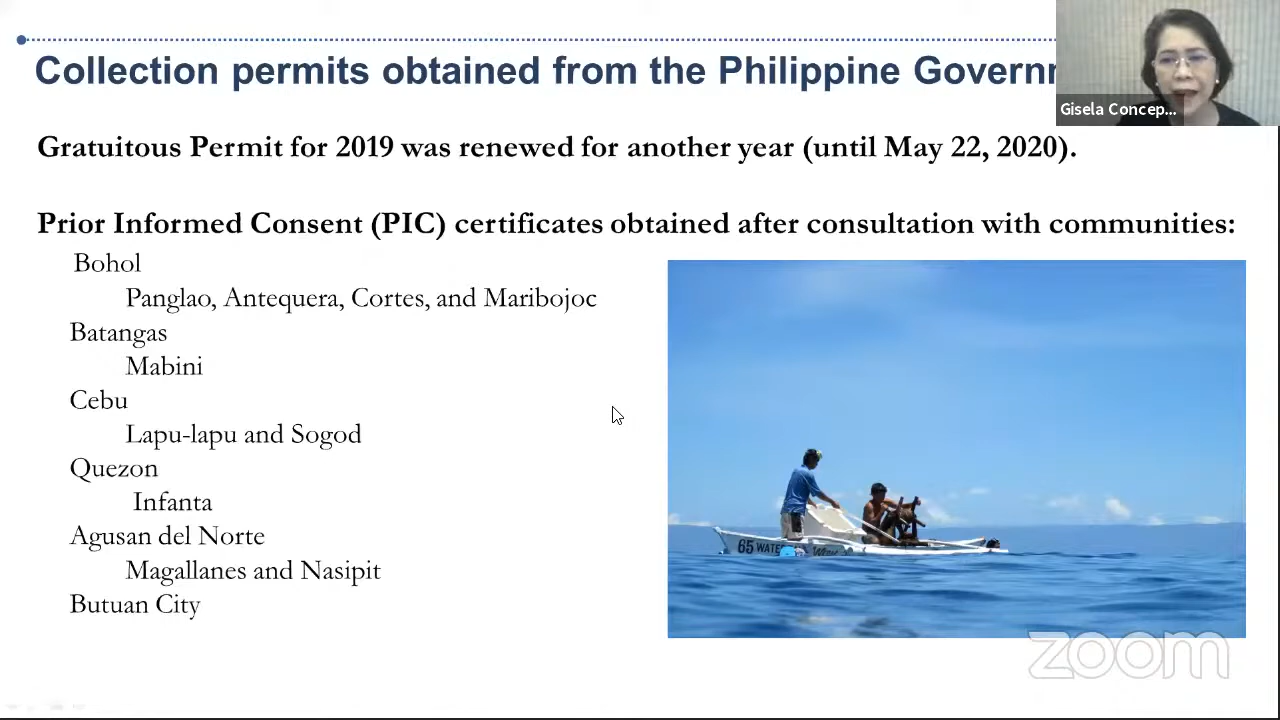 Collection permits obtained from the Philippine
Gisela Concep...
Gratuitous Permit for 2019 was renewed for another year (until May 22, 2020).
Prior Informed Consent (PIC) certificates obtained after consultation with communities:
Bohol
Panglao, Antequera, Cortes, and Maribojoc
Batangas
Mabini
Cebu
Lapu-lapu and Sogod
Quezon
Infanta
Agusan del Norte
Magallanes and Nasipit
Butuan City
65
zoom